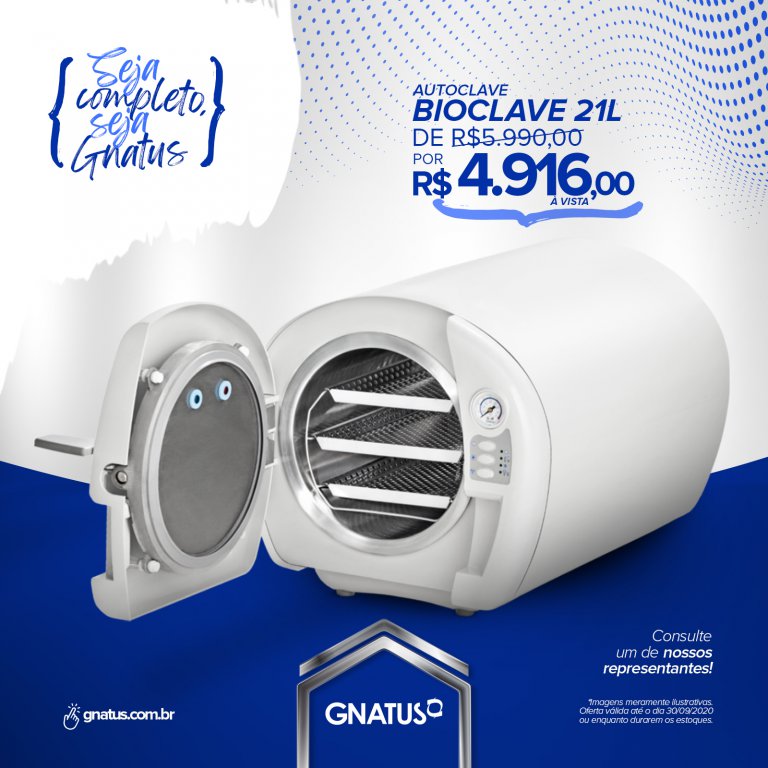 Seja
completo,
seja
Gnatus
AUTOCLAVE
BIOCLAVE 21L
DE R$5.990,00
POR
R$ 4.916,00
À VISTA
Consulte
um de nossos
representantes!
gnatus.com.br
GNATUS
*Imagens meramente ilustrativas.
Oferta válida até o dia 30/09/2020
ou enquanto durarem os estoques.